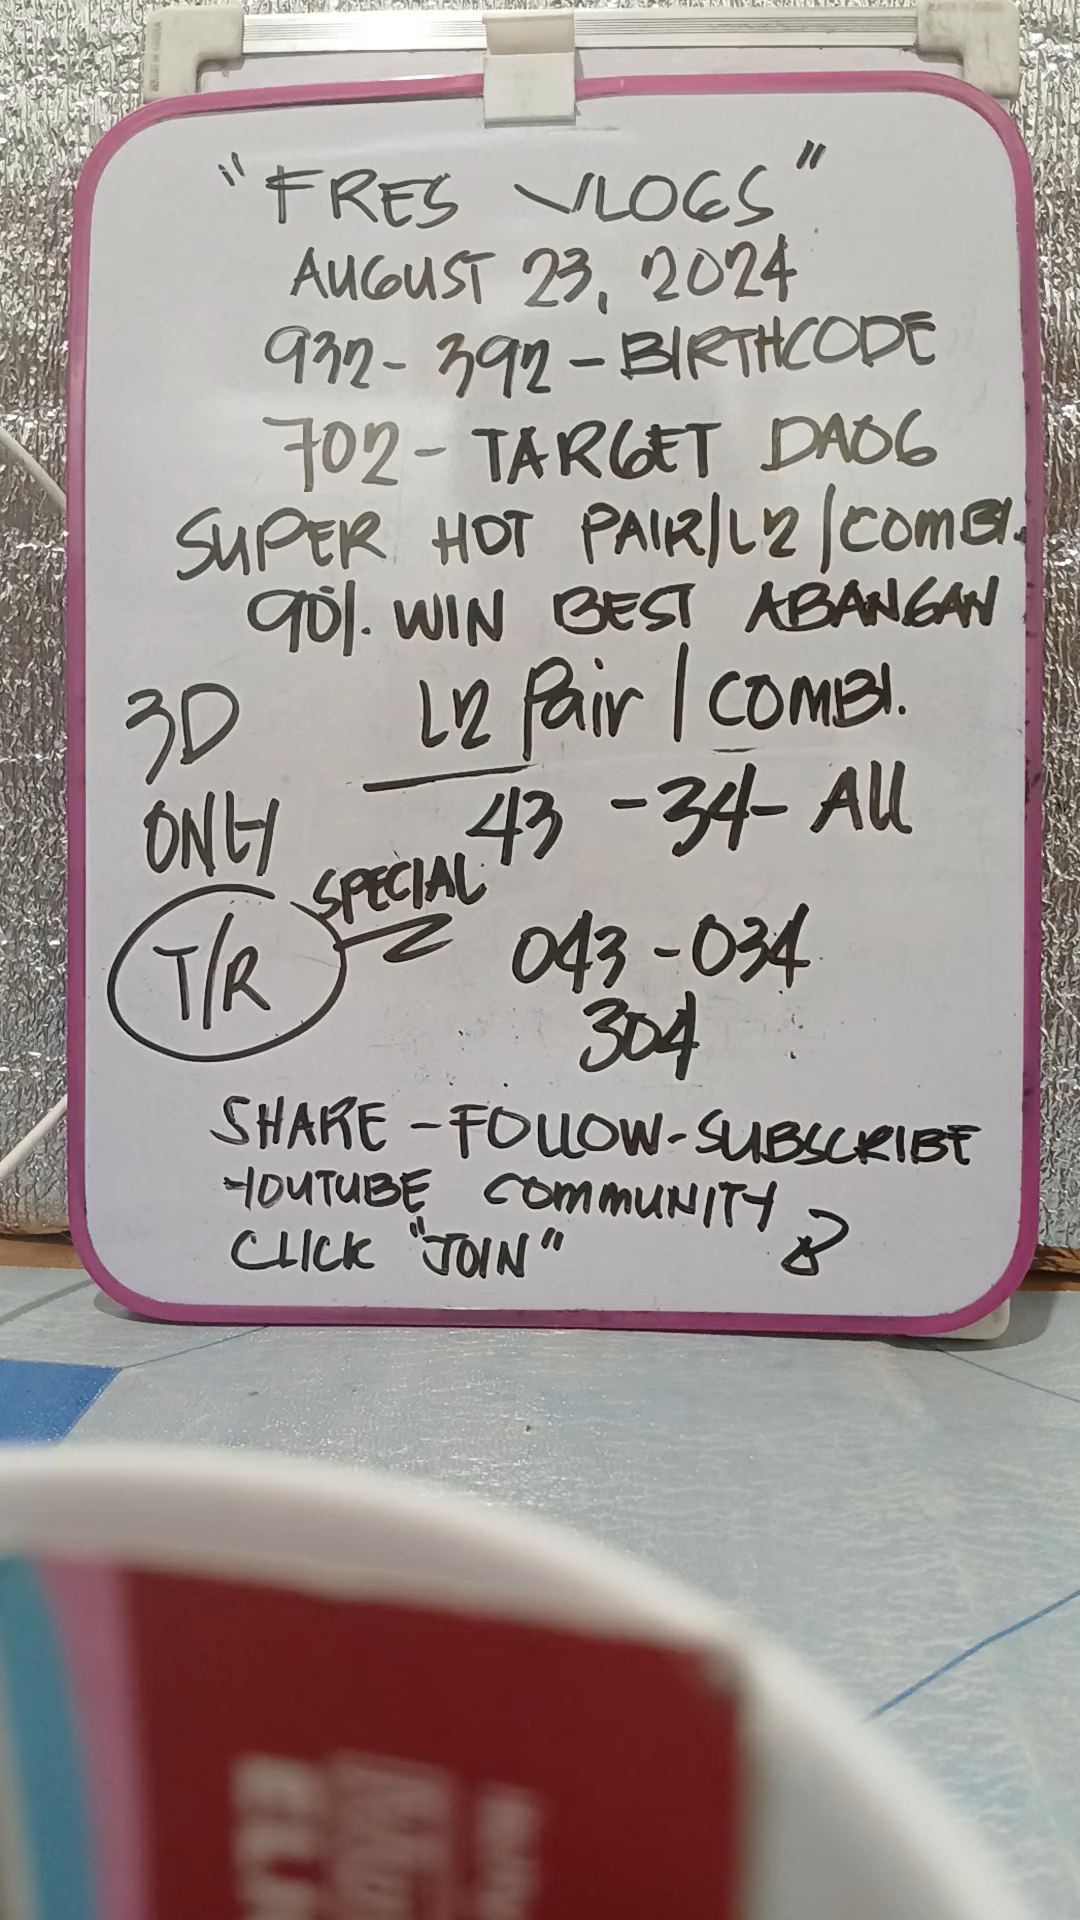 "FRES VLOGS"
AUGUST 23, 2024
932-392-BIRTHCODE
702-TARGET DAOG
SUPER HOT PAIR/L2/COMBI.
90%. WIN BEST ABANGAN
3D ONLY
L2 Pair/COMBI.
43-34-All
T/R SPECIAL
043-034
304
SHARE-FOLLOW-SUBSCRIBE
YOUTUBE COMMUNITY
CLICK "JOIN"